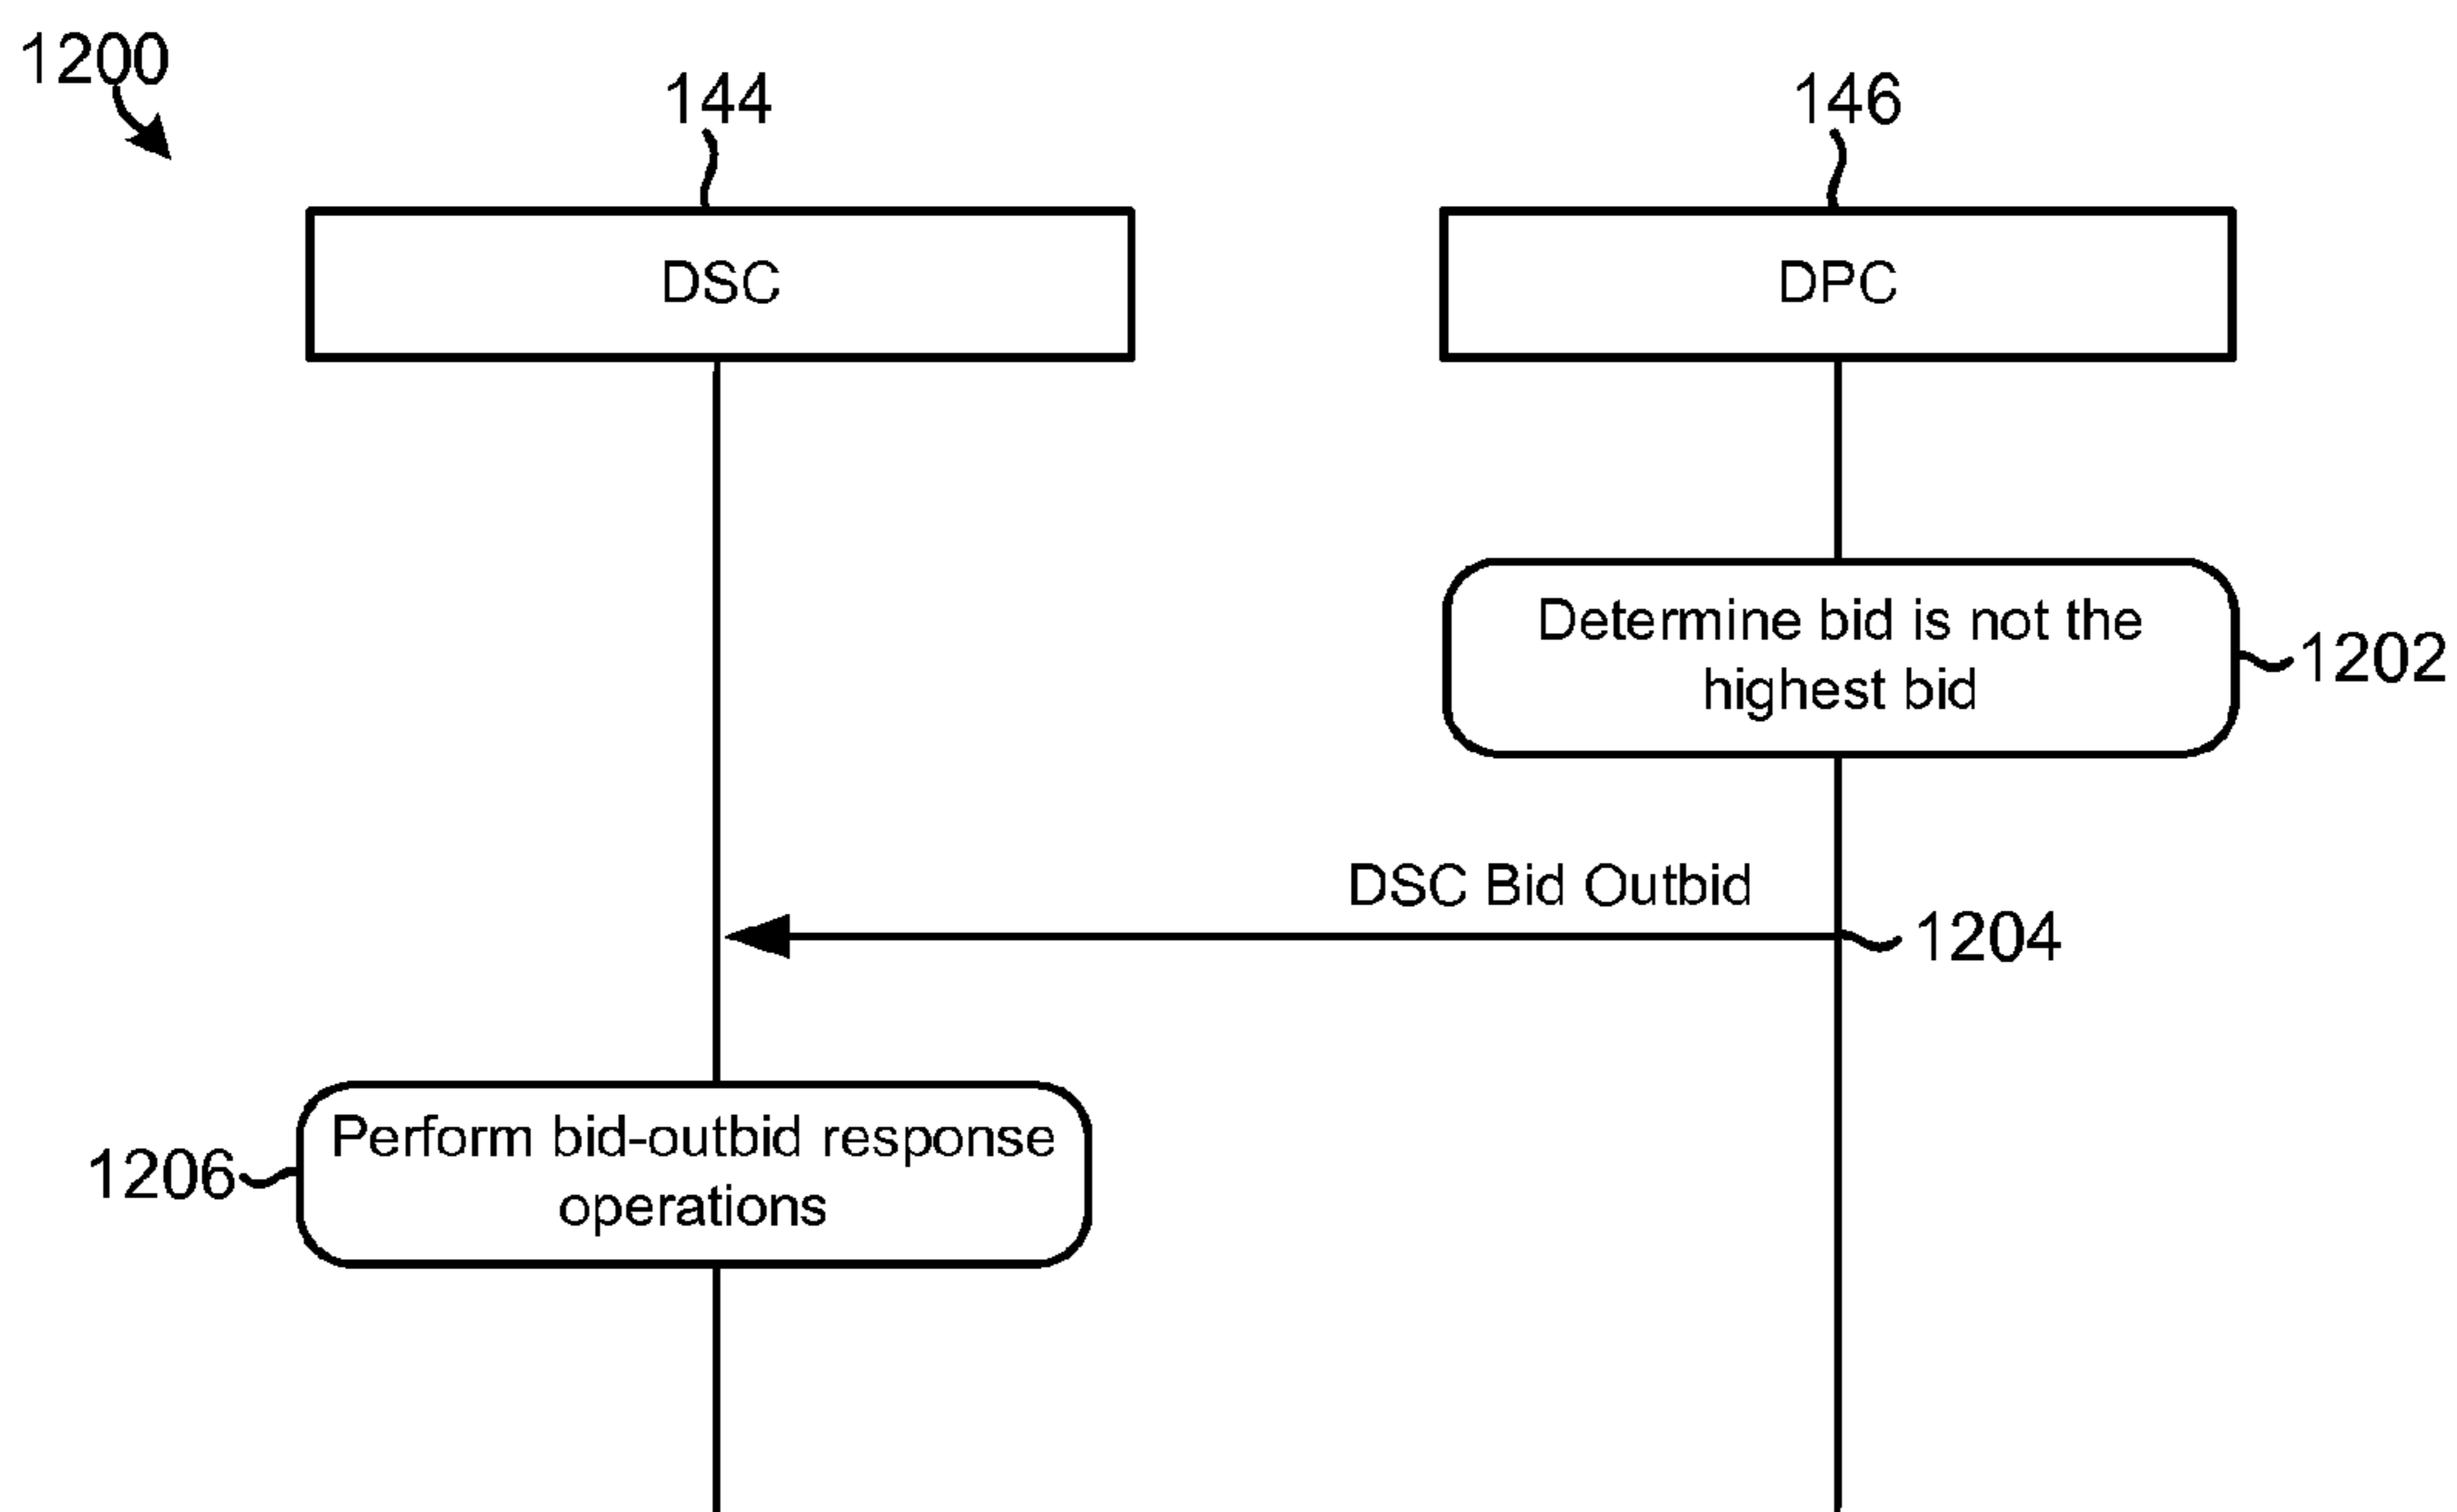 1200
144
146
DSC
DPC
Determine bid is not the
highest bid
1202
DSC Bid Outbid
1204
Perform bid-outbid response
operations
1206